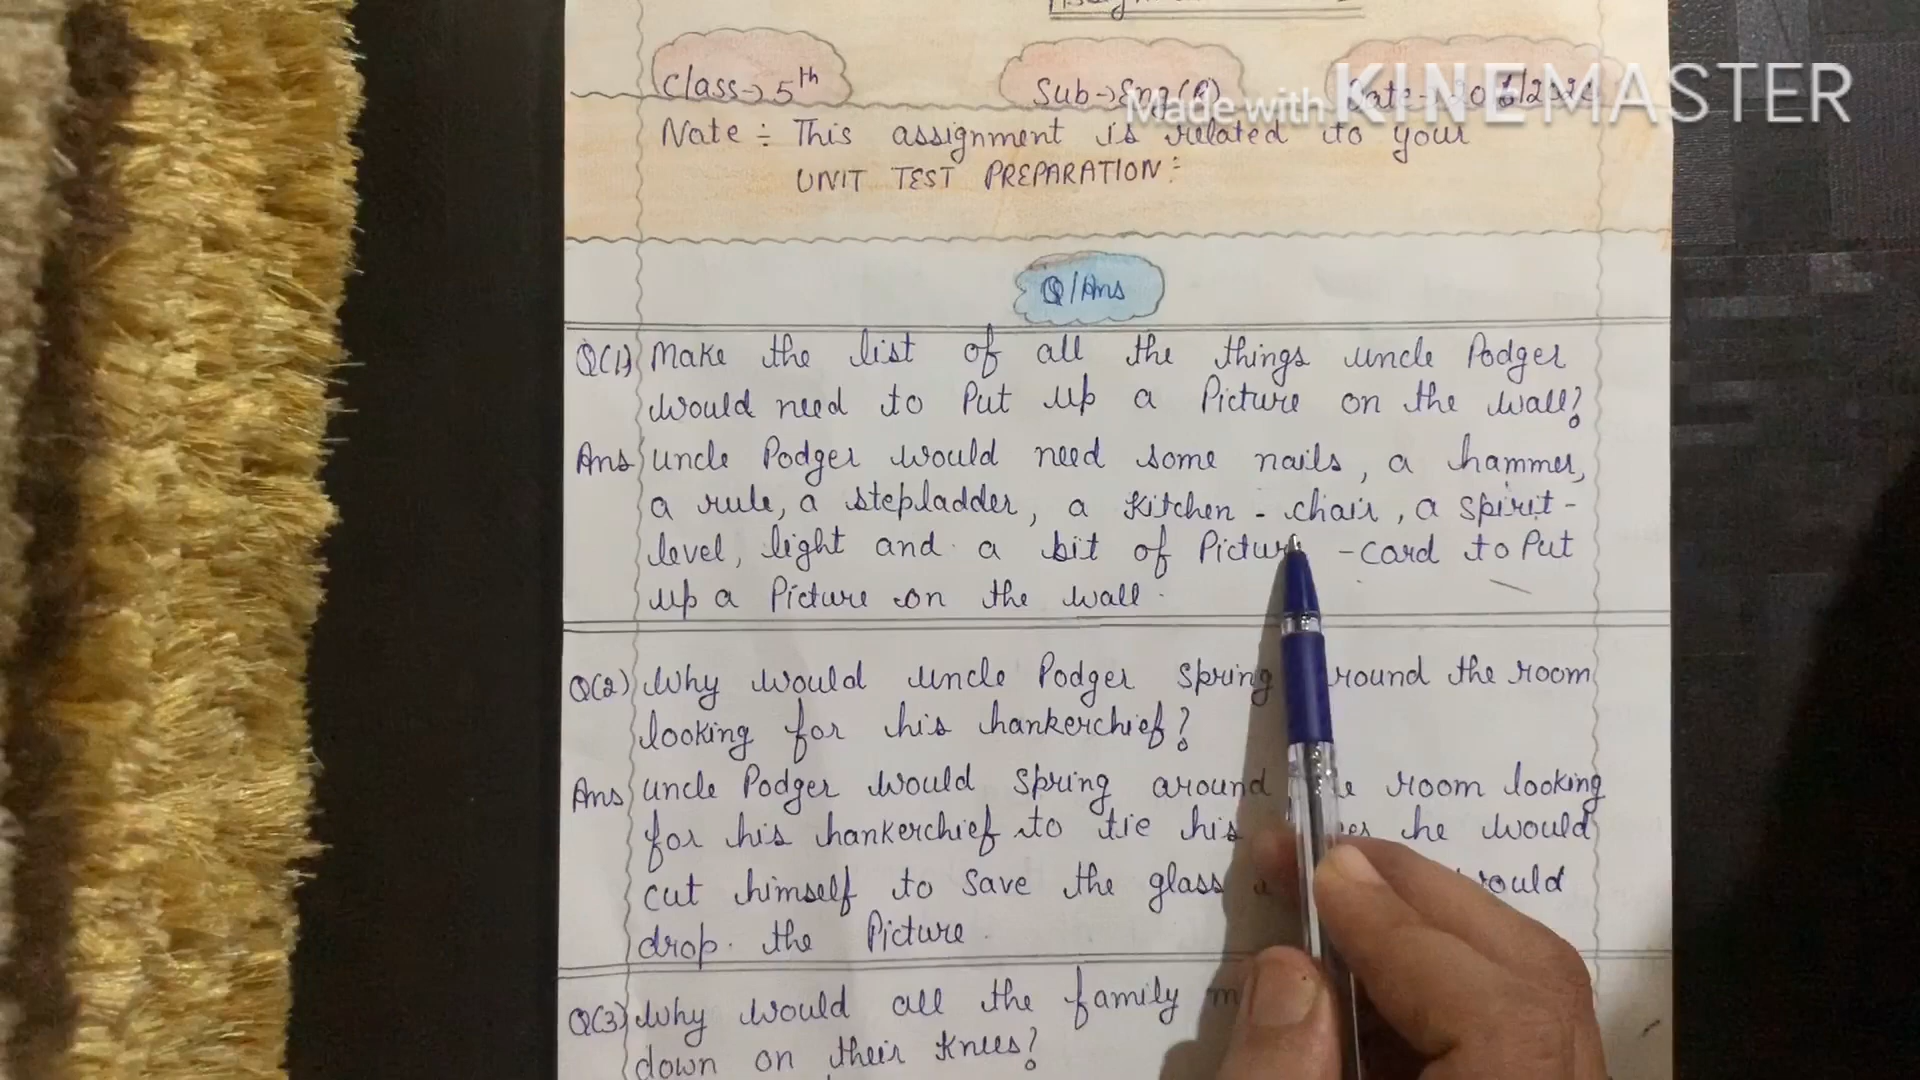 Class→5th
Sub→Eng(R)
Made with KINEMASTER
Nate ÷ This assignment is related to your
UNIT TEST PREPARATION:
Q/Ans
Q(1) Make the list of all the things uncle Podger
would need to Put up a Picture on the wall?
Ans uncle Podger would need some nails, a hammer,
a rule, a stepladder, a kitchen - chair, a spirit-
level, light and a bit of -card to Put
up a Picture on the wall.
Q(2) Why would uncle Podger spring round the room
looking for his hankerchief?
Ans uncle Podger would spring around room looking
for his hankerchief to tie his he would
cut himself to save the glass would
drop. the Picture.
Q(3) Why would all the family
down on their knees?